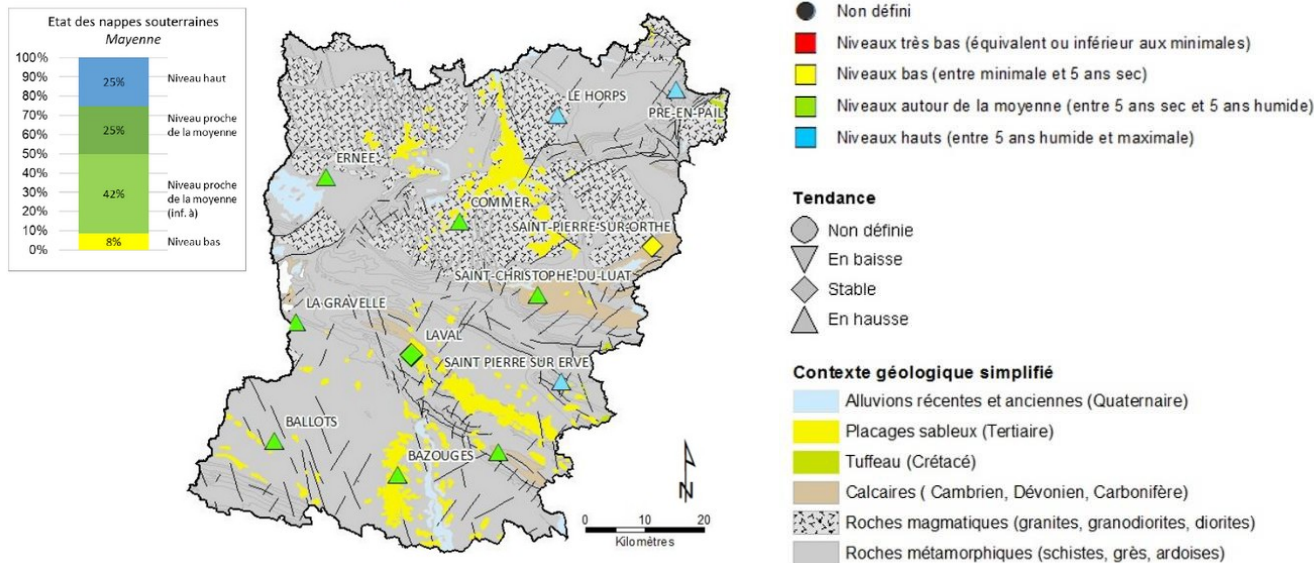 Etat des nappes souterraines
Mayenne
100%
90%
80%
70%
60%
50%
40%
30%
20%
10%
0%
25%
25%
42%
8%
Niveau haut
Niveau proche
de la moyenne
Niveau proche
de la moyenne
(inf. à)
Niveau bas
LE HORPS
PRE-EN-PAIL
ERNEE
COMMER
SAINT-PIERRE-SUR-ORTHE
SAINT-CHRISTOPHE-DU-LUAT
LA GRAVELLE
LAVAL
SAINT PIERRE SUR ERVE
BALLOTS
BAZOUGES
N
0 10 20
Kilomètres
Non défini
Niveaux très bas (équivalent ou inférieur aux minimales)
Niveaux bas (entre minimale et 5 ans sec)
Niveaux autour de la moyenne (entre 5 ans sec et 5 ans humide)
Niveaux hauts (entre 5 ans humide et maximale)
Tendance
Non définie
En baisse
Stable
En hausse
Contexte géologique simplifié
Alluvions récentes et anciennes (Quaternaire)
Placages sableux (Tertiaire)
Tuffeau (Crétacé)
Calcaires ( Cambrien, Dévonien, Carbonifère)
Roches magmatiques (granites, granodiorites, diorites)
Roches métamorphiques (schistes, grès, ardoises)